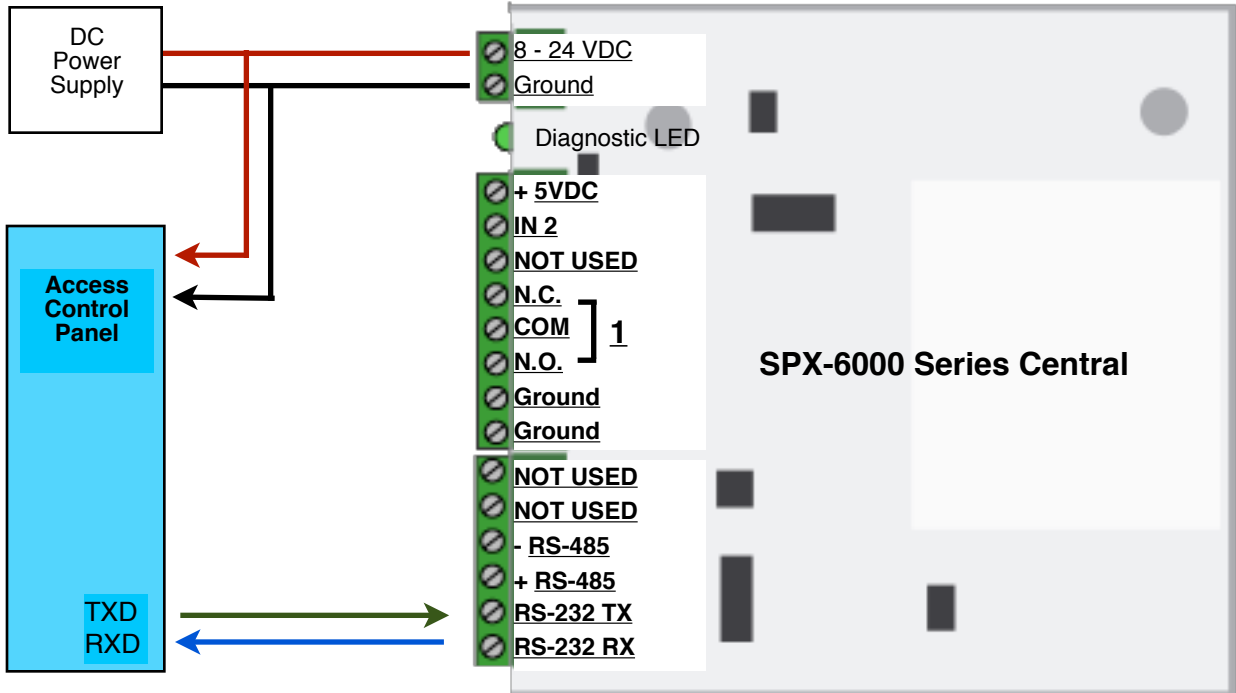 DC
Power
Supply
8 - 24 VDC
Ground
Diagnostic LED
+ 5VDC
IN 2
NOT USED
N.C.
COM
N.O.
1
Ground
Ground
Access
Control
Panel
SPX-6000 Series Central
NOT USED
NOT USED
- RS-485
+ RS-485
RS-232 TX
RS-232 RX
TXD
RXD